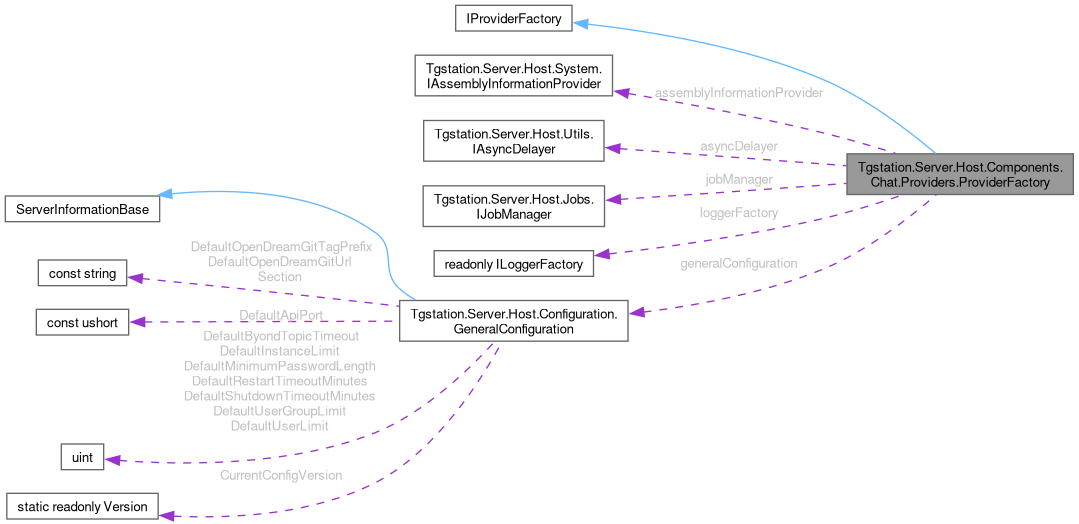 IProviderFactory
Tgstation.Server.Host.System.
IAssemblyInformationProvider
assemblyInformationProvider
Tgstation.Server.Host.Utils.
IAsyncDelayer
asyncDelayer
Tgstation.Server.Host.Components.
Chat.Providers.ProviderFactory
jobManager
Tgstation.Server.Host.Jobs.
IJobManager
ServerInformationBase
loggerFactory
readonly ILoggerFactory
generalConfiguration
DefaultOpenDreamGitTagPrefix
DefaultOpenDreamGitUrl
Section
const string
Tgstation.Server.Host.Configuration.
GeneralConfiguration
DefaultApiPort
const ushort
DefaultByondTopicTimeout
DefaultInstanceLimit
DefaultMinimumPasswordLength
DefaultRestartTimeoutMinutes
DefaultShutdownTimeoutMinutes
DefaultUserGroupLimit
DefaultUserLimit
uint
CurrentConfigVersion
static readonly Version